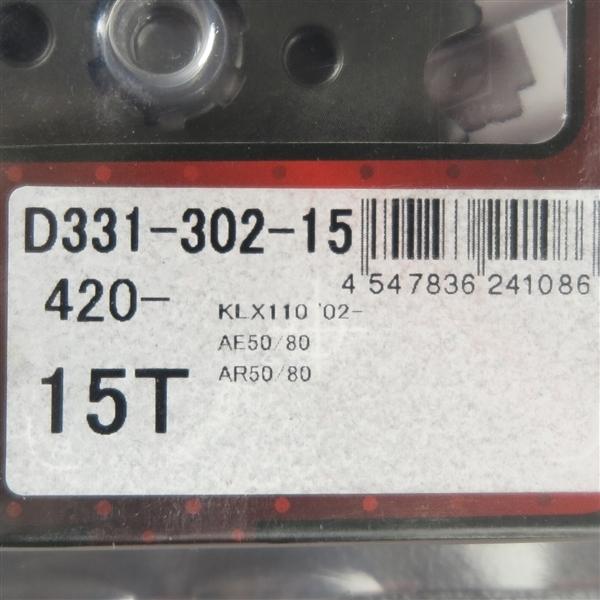 D331-302-15
4 547836 241086
420-
KLX110 '02-
AE50/80
AR50/80
15T